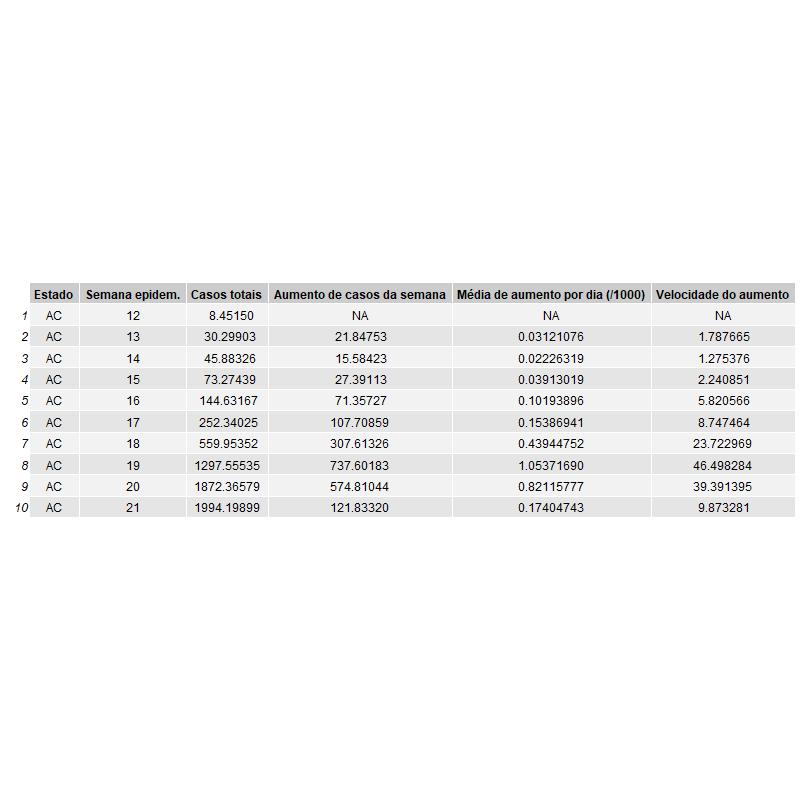 Estado Semana epidem. Casos totais Aumento de casos da semana Média de aumento por dia (/1000) Velocidade do aumento
1 AC 12 8.45150 NA NA NA
2 AC 13 30.29903 21.84753 0.03121076 1.787665
3 AC 14 45.88326 15.58423 0.02226319 1.275376
4 AC 15 73.27439 27.39113 0.03913019 2.240851
5 AC 16 144.63167 71.35727 0.10193896 5.820566
6 AC 17 252.34025 107.70859 0.15386941 8.747464
7 AC 18 559.95352 307.61326 0.43944752 23.722969
8 AC 19 1297.55535 737.60183 1.05371690 46.498284
9 AC 20 1872.36579 574.81044 0.82115777 39.391395
10 AC 21 1994.19899 121.83320 0.17404743 9.873281